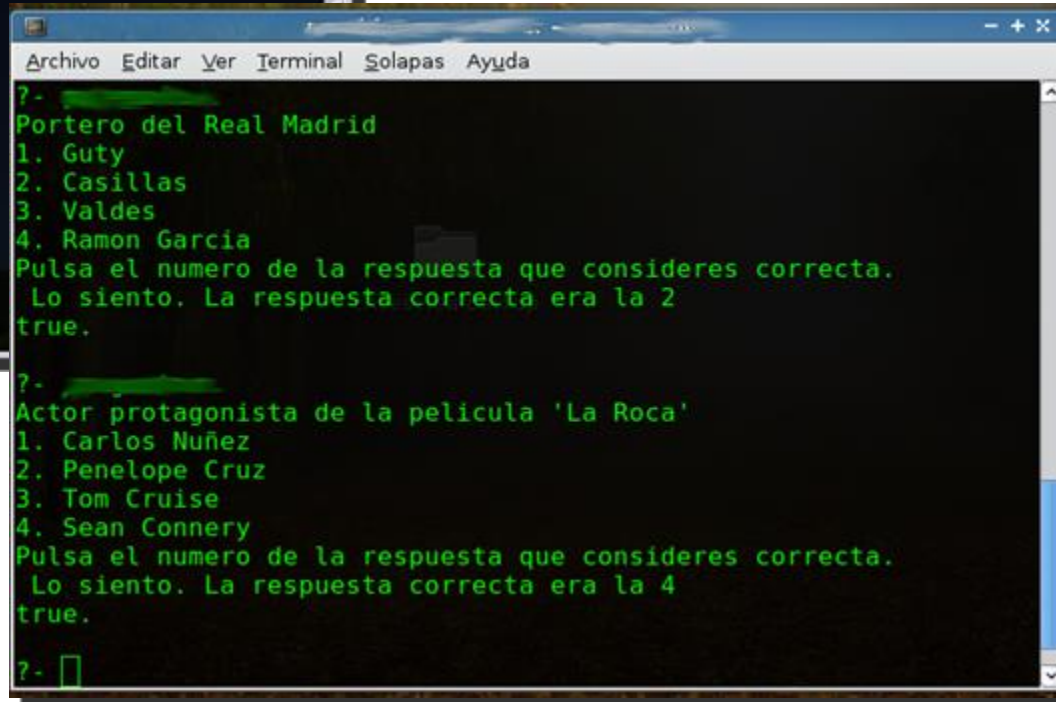 Archivo Editar Ver Terminal Solapas Ayuda
?-
Portero del Real Madrid
1. Guty
2. Casillas
3. Valdes
4. Ramon Garcia
Pulsa el numero de la respuesta que consideres correcta.
Lo siento. La respuesta correcta era la 2
true.
?-
Actor protagonista de la pelicula 'La Roca'
1. Carlos Nuñez
2. Penelope Cruz
3. Tom Cruise
4. Sean Connery
Pulsa el numero de la respuesta que consideres correcta.
Lo siento. La respuesta correcta era la 4
true.
?-